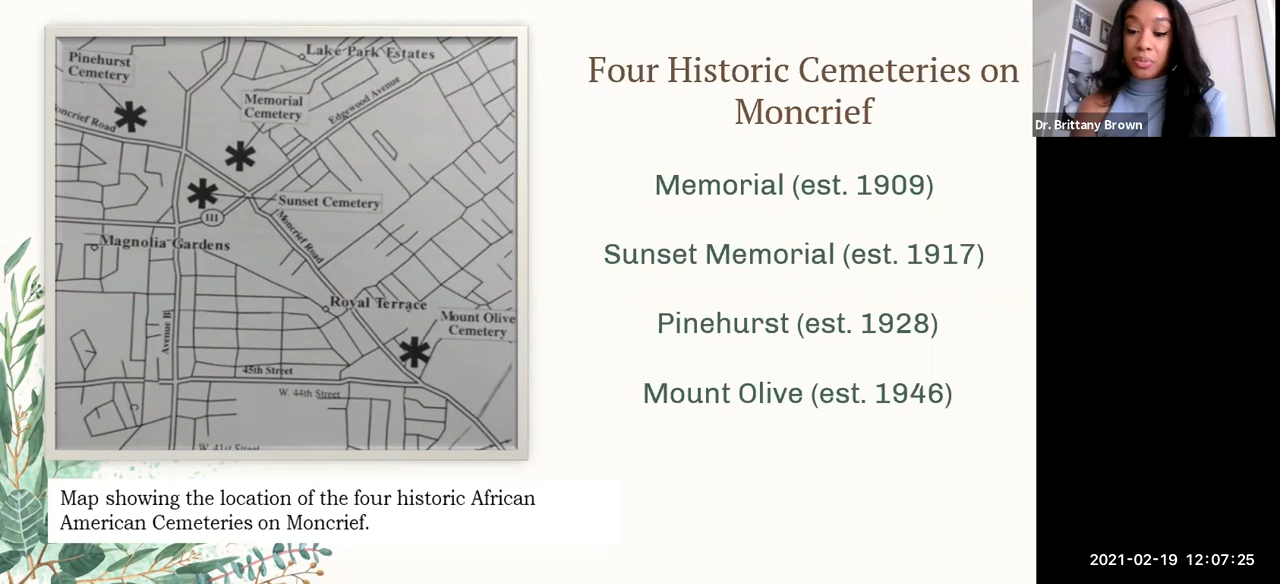 Lake Park Estates
Pinehurst
Cemetery
Memorial
Cemetery
Edgewood Avenue
oncrief Road
Sunset Cemetery
111
Moncrief Road
Magnolia Gardens
Royal Terrace
Mount Olive
Cemetery
Avenue B
45th Street
W. 44th Street
W. 41st Street
Map showing the location of the four historic African
American Cemeteries on Moncrief.
Four Historic Cemeteries on
Moncrief
Memorial (est. 1909)
Sunset Memorial (est. 1917)
Pinehurst (est. 1928)
Mount Olive (est. 1946)
Dr. Brittany Brown
2021-02-19 12:07:25